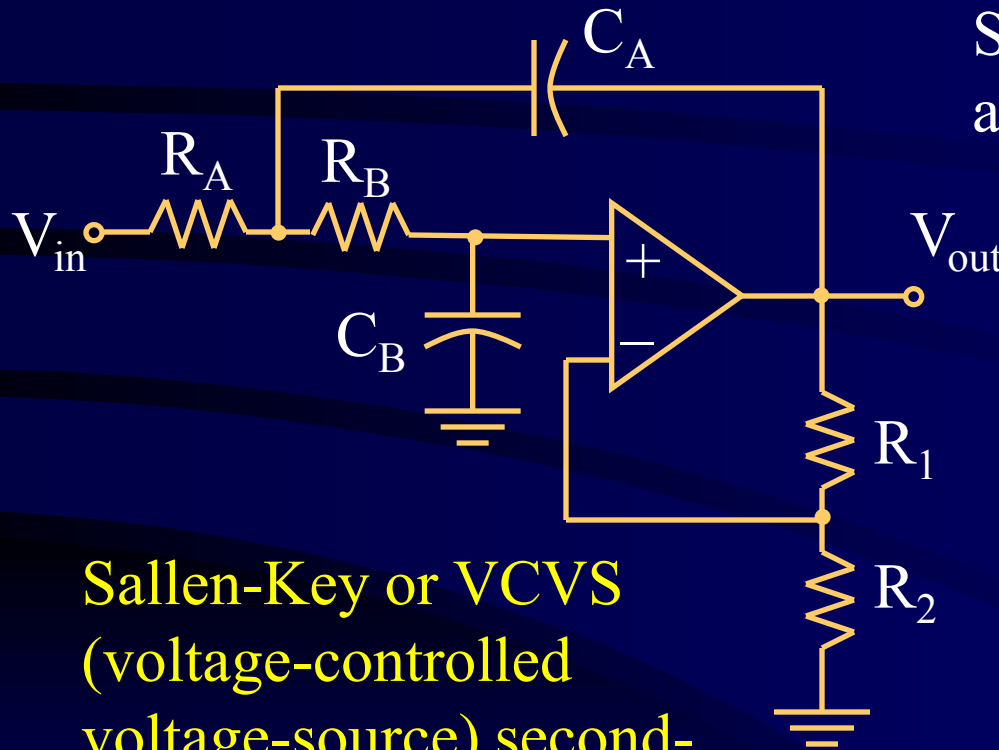 C_A
S
a
R_A R_B
V_in
V_out
+
C_B
−
R_1
R_2
Sallen-Key or VCVS
(voltage-controlled
voltage-source) second-